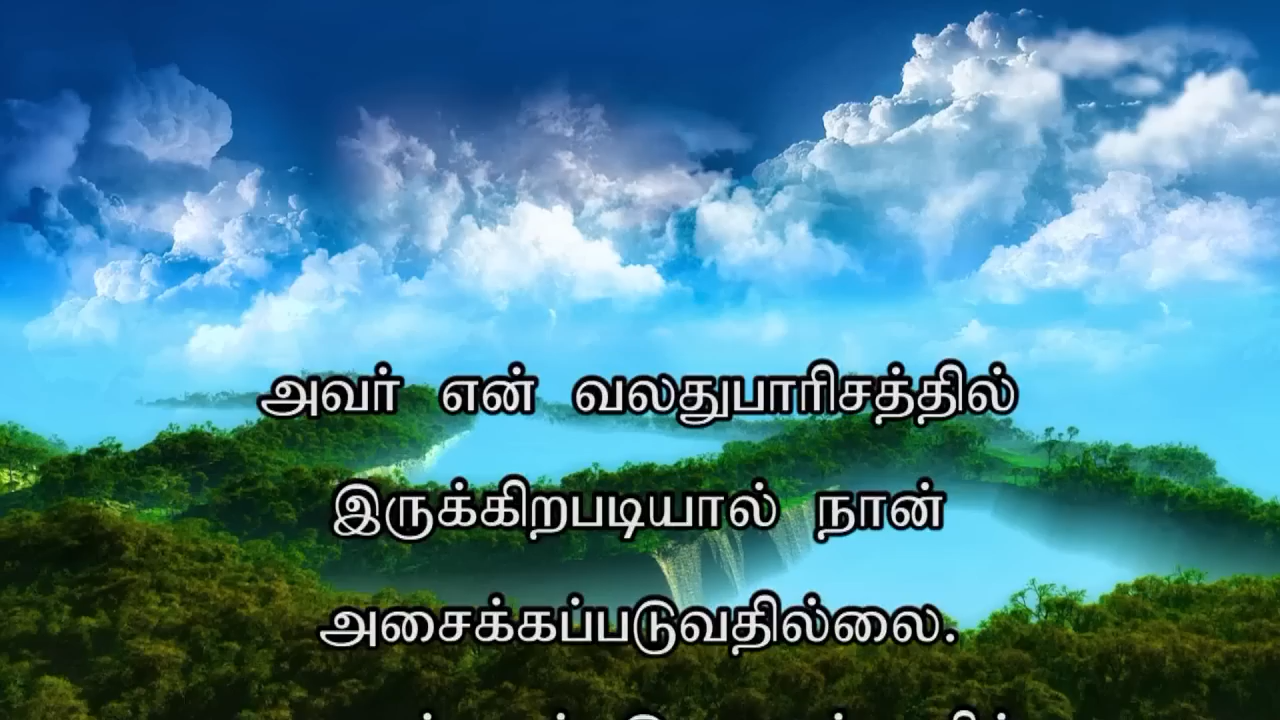 அவர் என் வலதுபாரிசத்தில்
இருக்கிறபடியால் நான்
அசைக்கப்படுவதில்லை.